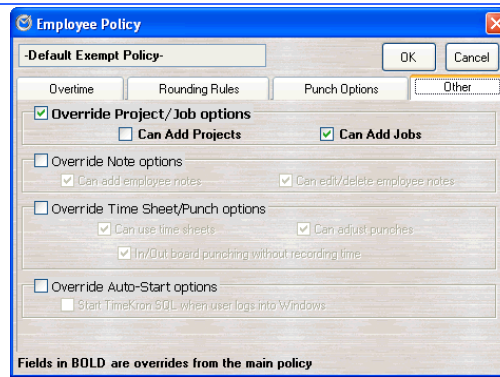 Employee Policy
-Default Exempt Policy-
OK
Cancel
Overtime
Rounding Rules
Punch Options
Other
Override Project/Job options
Can Add Projects
Can Add Jobs
Override Note options
Can add employee notes
Can edit/delete employee notes
Override Time Sheet/Punch options
Can use time sheets
Can adjust punches
In/Out board punching without recording time
Override Auto-Start options
Start TimeKron SQL when user logs into Windows
Fields in BOLD are overrides from the main policy